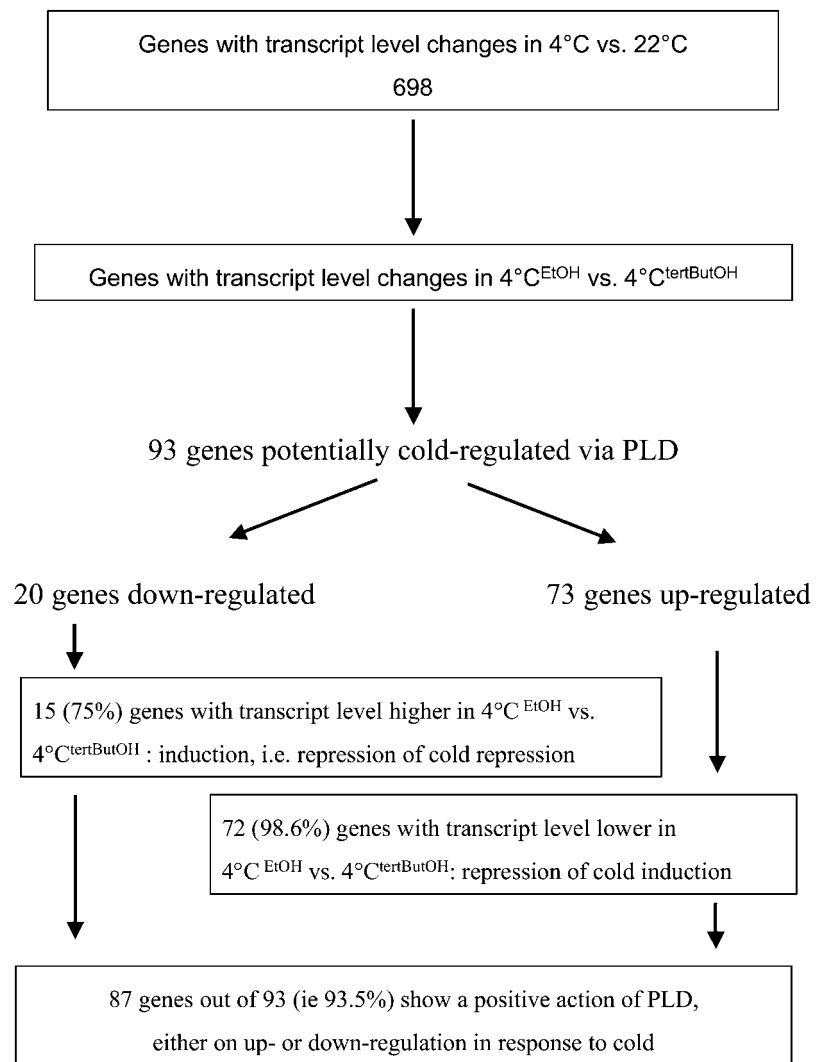 Genes with transcript level changes in 4°C vs. 22°C
698
Genes with transcript level changes in 4°C^EtOH vs. 4°C^tertButOH
93 genes potentially cold-regulated via PLD
20 genes down-regulated
73 genes up-regulated
15 (75%) genes with transcript level higher in 4°C ^EtOH vs.
4°C^tertButOH : induction, i.e. repression of cold repression
72 (98.6%) genes with transcript level lower in
4°C ^EtOH vs. 4°C^tertButOH: repression of cold induction
87 genes out of 93 (ie 93.5%) show a positive action of PLD,
either on up- or down-regulation in response to cold